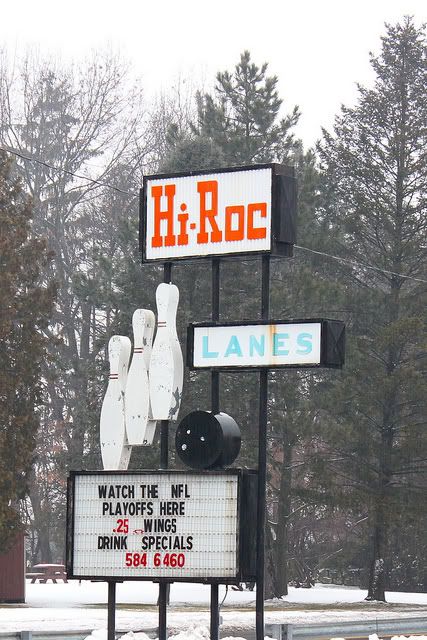 Hi-Roc
LANES
WATCH THE NFL
PLAYOFFS HERE
.25 WINGS
DRINK SPECIALS
584 6460